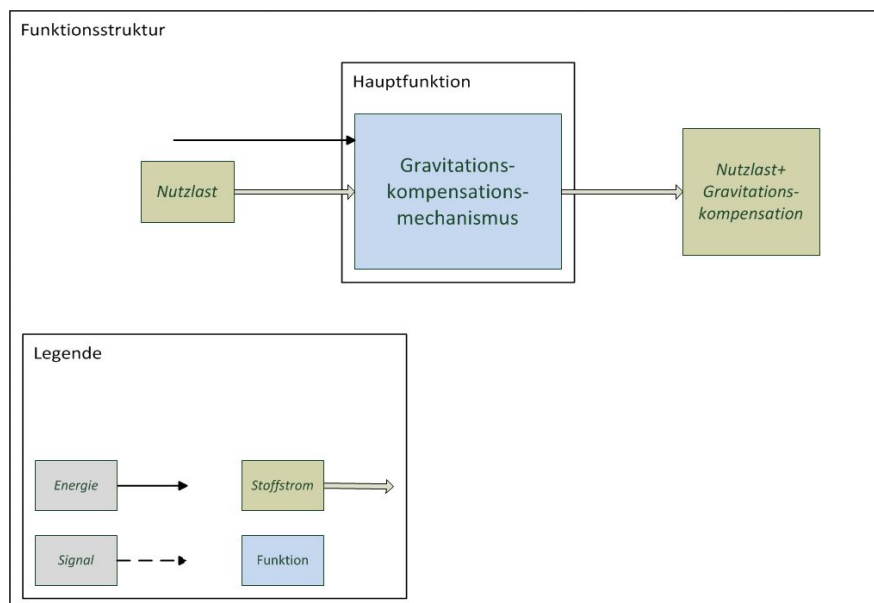 Funktionsstruktur
Hauptfunktion
Nutzlast
Gravitations-
kompensations-
mechanismus
Nutzlast+
Gravitations-
kompensation
Legende
Energie
Stoffstrom
Signal
Funktion